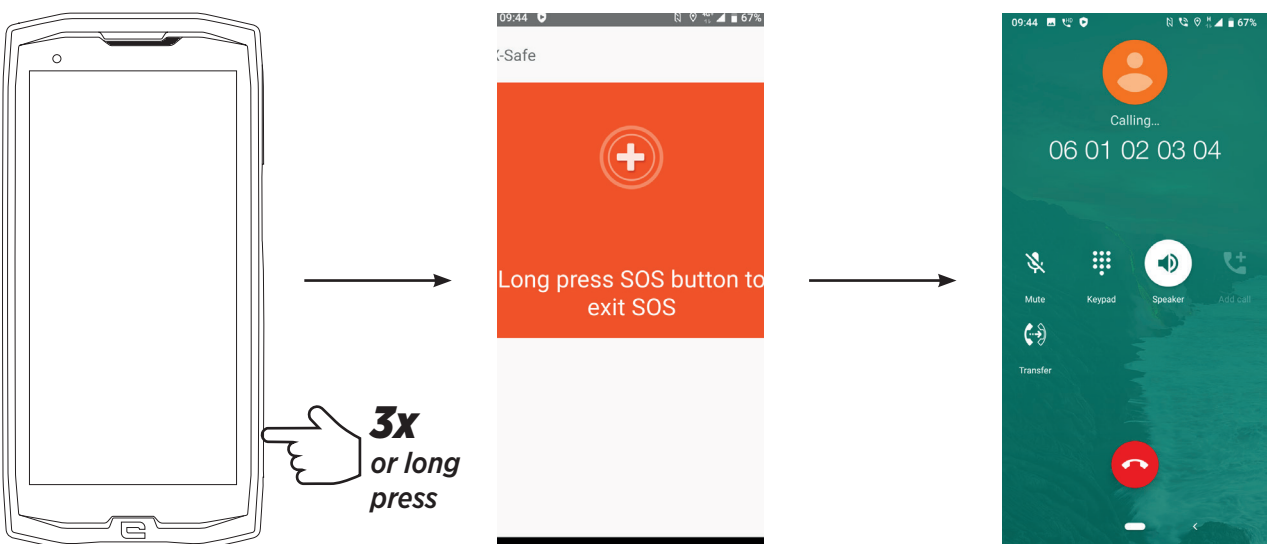 3x
or long
press
09:44 67%
X-Safe
Long press SOS button to
exit SOS
09:44 H 67%
Calling...
06 01 02 03 04
Mute Keypad Speaker Add call
Transfer